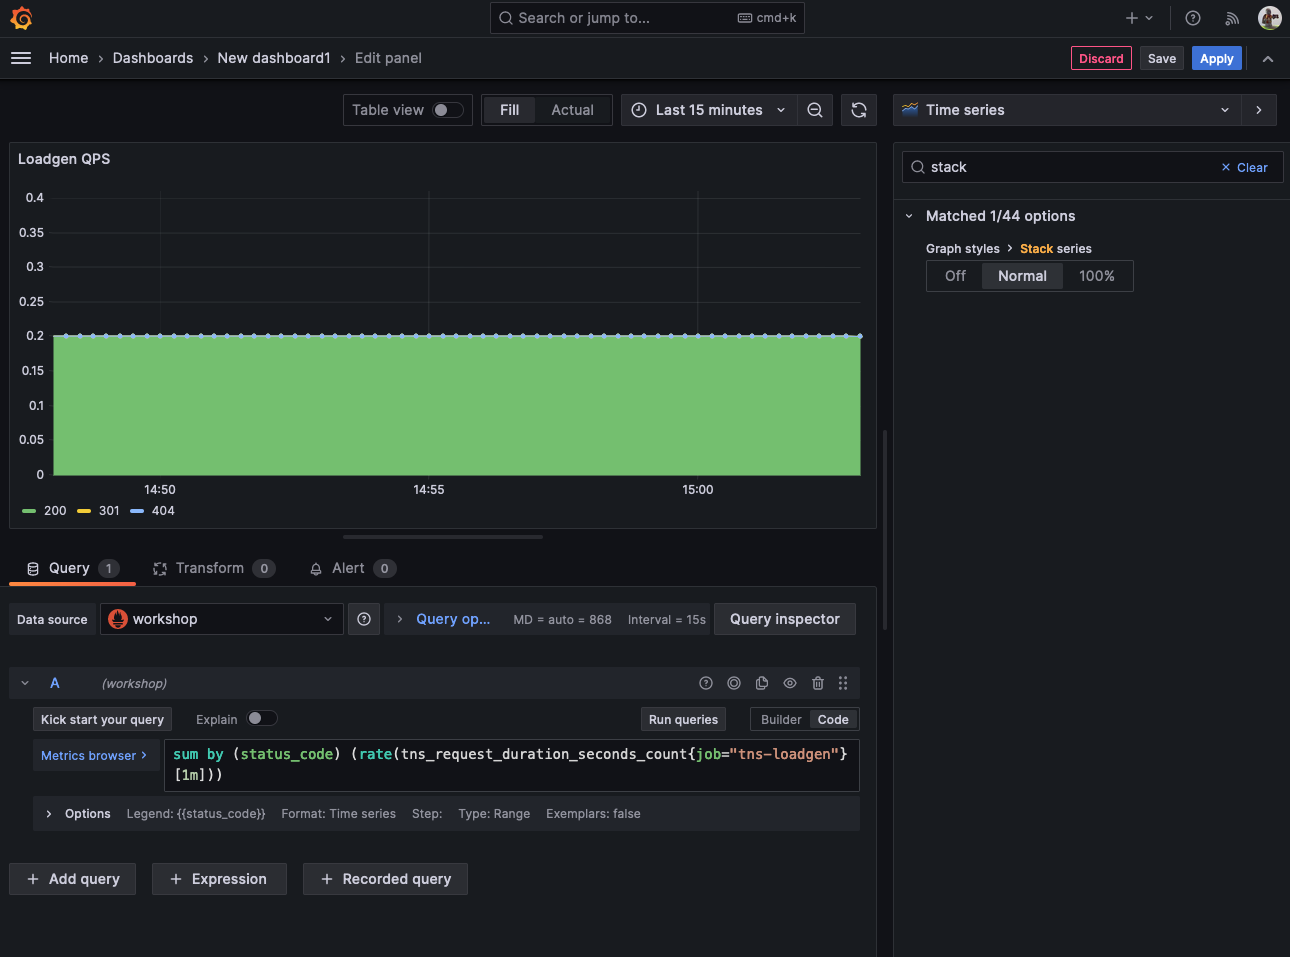 Search or jump to...
cmd+k
Home › Dashboards › New dashboard1 › Edit panel
Discard
Save
Apply
Table view
Fill
Actual
Last 15 minutes
Time series
Loadgen QPS
0.4
0.35
0.3
0.25
0.2
0.15
0.1
0.05
0
14:50
14:55
15:00
200
301
404
stack
Clear
Matched 1/44 options
Graph styles › Stack series
Off
Normal
100%
Query 1
Transform 0
Alert 0
Data source
workshop
Query op...
MD = auto = 868
Interval = 15s
Query inspector
A
(workshop)
Kick start your query
Explain
Run queries
Builder
Code
Metrics browser >
sum by (status_code) (rate(tns_request_duration_seconds_count{job="tns-loadgen"}
[1m]))
Options
Legend: {{status_code}}
Format: Time series
Step:
Type: Range
Exemplars: false
+ Add query
+ Expression
+ Recorded query